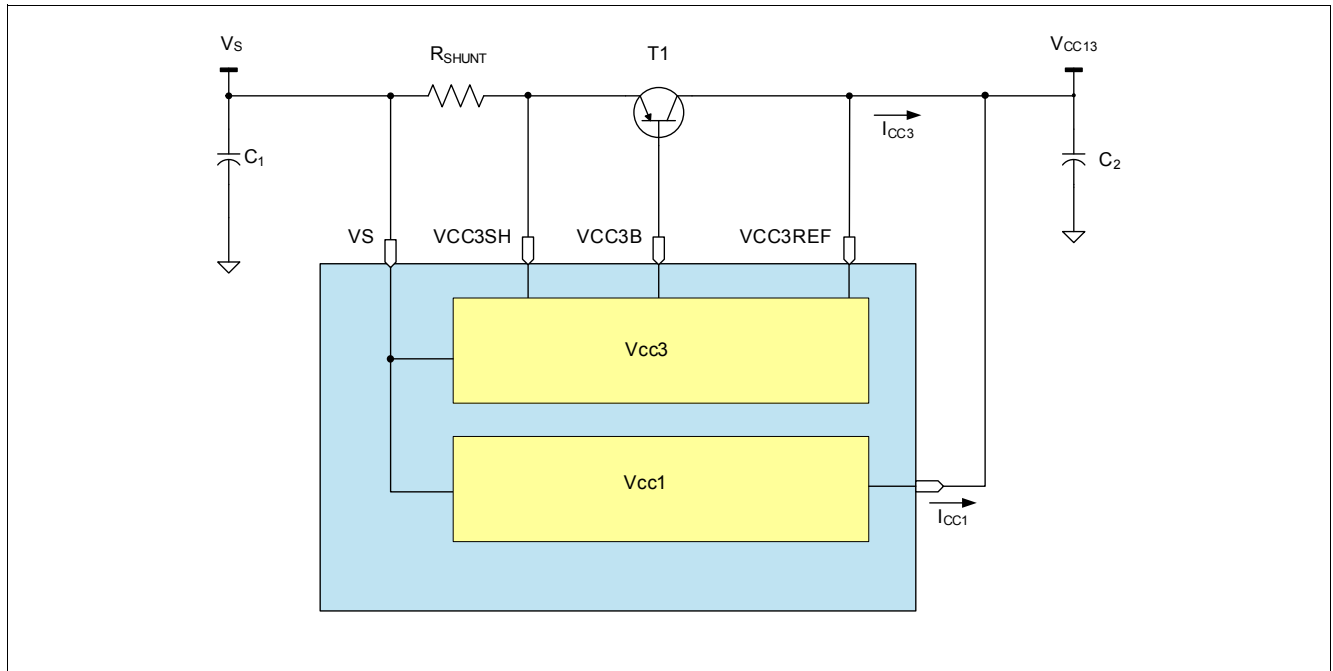 VS
RSHUNT
T1
VCC13
ICC3
C1
C2
VS
VCC3SH
VCC3B
VCC3REF
Vcc3
Vcc1
ICC1